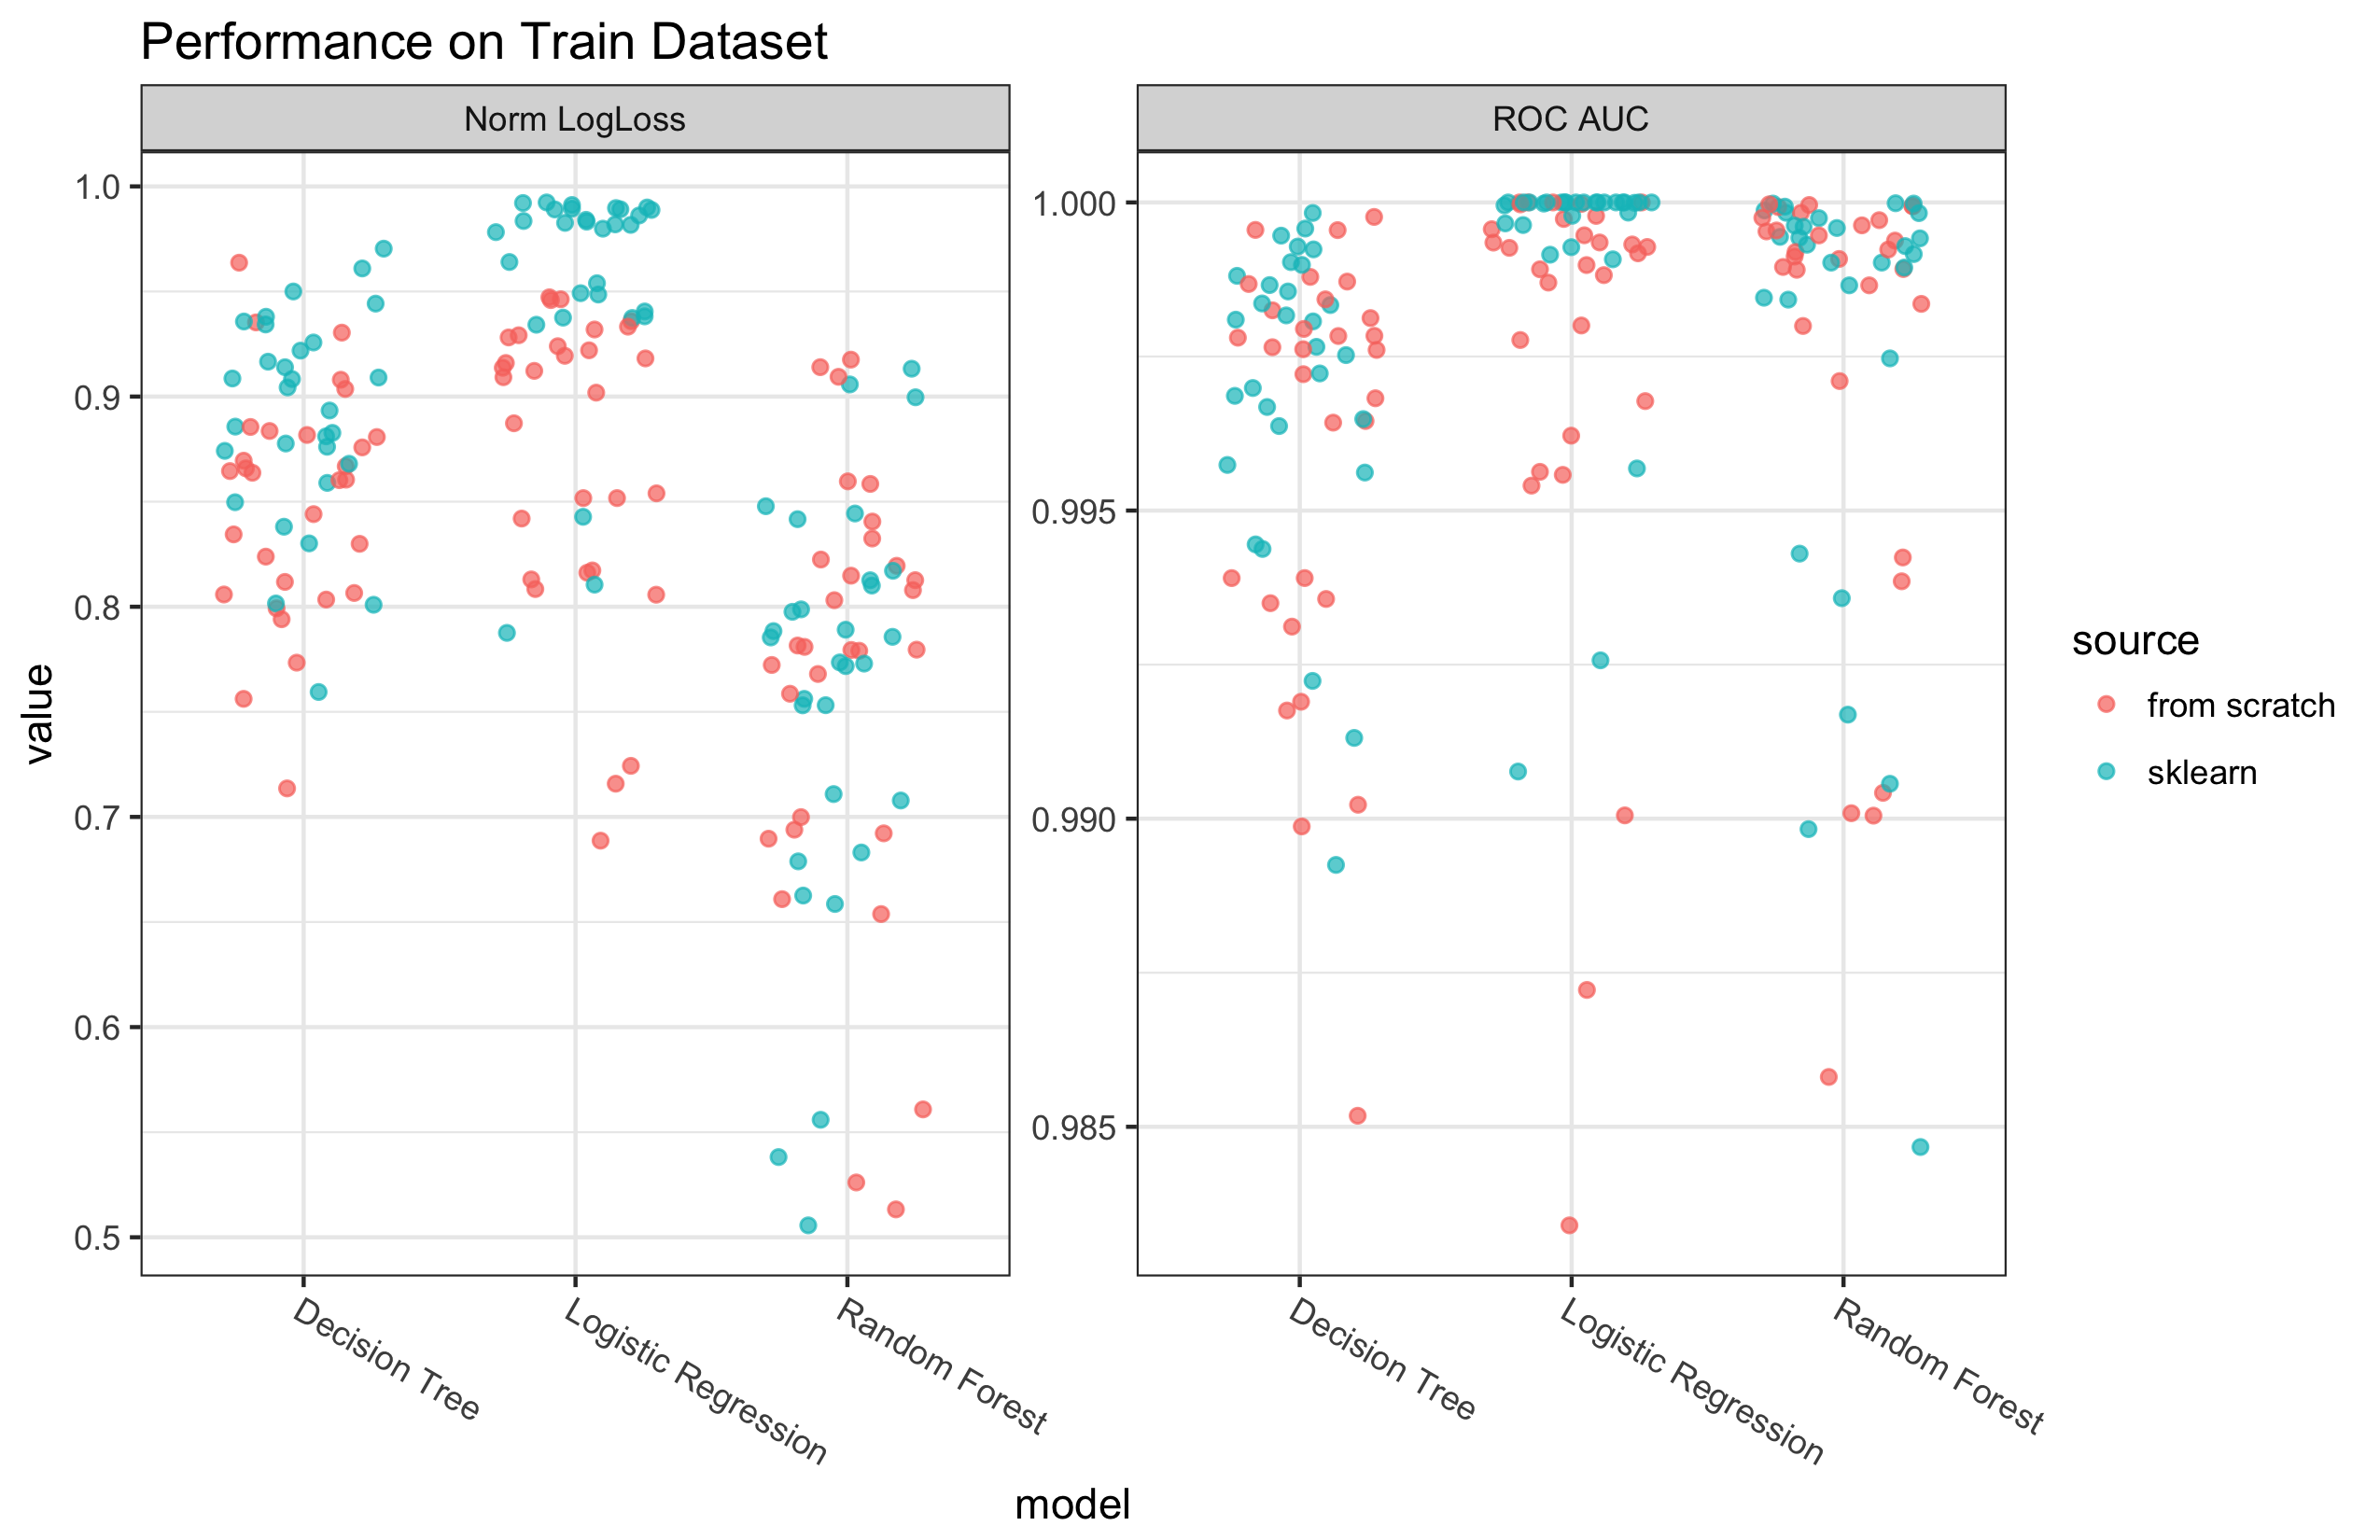 Performance on Train Dataset
Norm LogLoss
ROC AUC
value
1.0
0.9
0.8
0.7
0.6
0.5
1.000
0.995
0.990
0.985
Decision Tree
Logistic Regression
Random Forest
Decision Tree
Logistic Regression
Random Forest
model
source
from scratch
sklearn